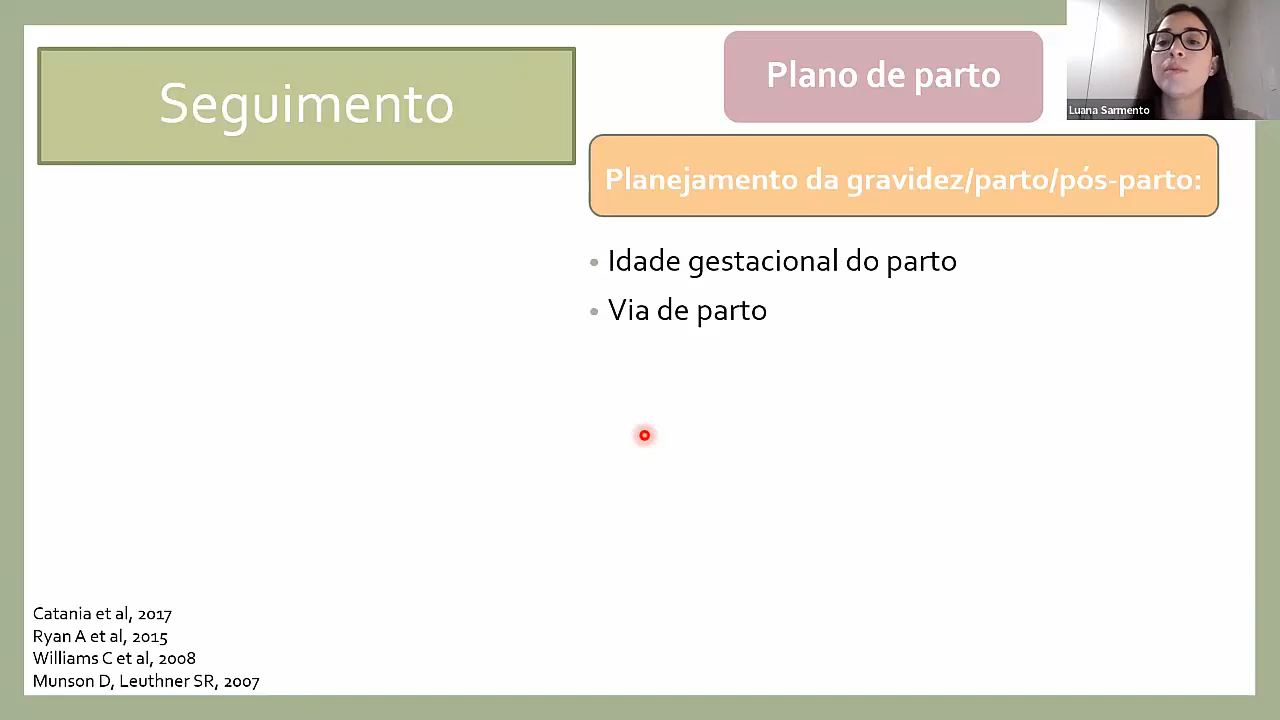 Seguimento
Plano de parto
Luana Sarmento
Planejamento da gravidez/parto/pós-parto:
• Idade gestacional do parto
• Via de parto
Catania et al, 2017
Ryan A et al, 2015
Williams C et al, 2008
Munson D, Leuthner SR, 2007